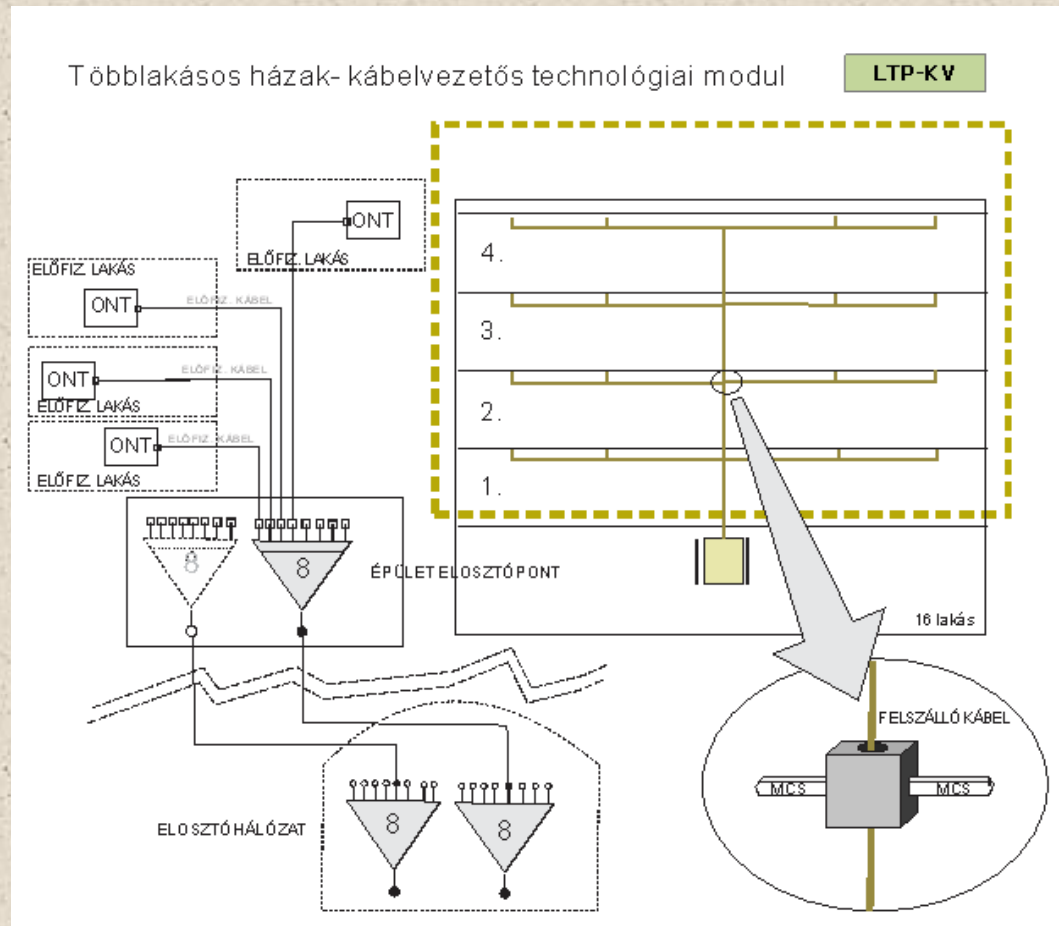 Többlakásos házak- kábelvezetős technológiai modul
LTP-KV
ONT
ELŐFIZ. LAKÁS
ELŐFIZ. LAKÁS
ONT
ELŐFIZ. KÁBEL
ONT
ELŐFIZ. KÁBEL
ELŐFIZ. LAKÁS
ONT
ELŐFIZ. KÁBEL
ELŐFIZ. LAKÁS
8
8
ÉPÜLET ELOSZTÓPONT
4.
3.
2.
1.
16 lakás
ELOSZTÓHÁLÓZAT
8
8
FELSZÁLLÓ KÁBEL
MCS
MCS